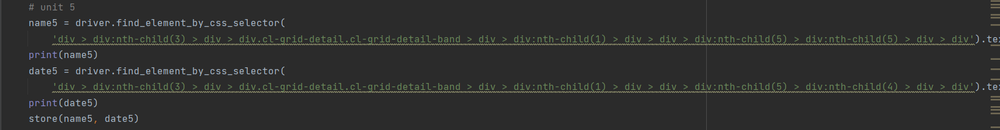 # unit 5
name5 = driver.find_element_by_css_selector(
'div > div:nth-child(3) > div > div.cl-grid-detail.cl-grid-detail-band > div > div:nth-child(1) > div > div > div:nth-child(5) > div:nth-child(5) > div > div').tex
print(name5)
date5 = driver.find_element_by_css_selector(
'div > div:nth-child(3) > div > div.cl-grid-detail.cl-grid-detail-band > div > div:nth-child(1) > div > div > div:nth-child(5) > div:nth-child(4) > div > div').tex
print(date5)
store(name5, date5)